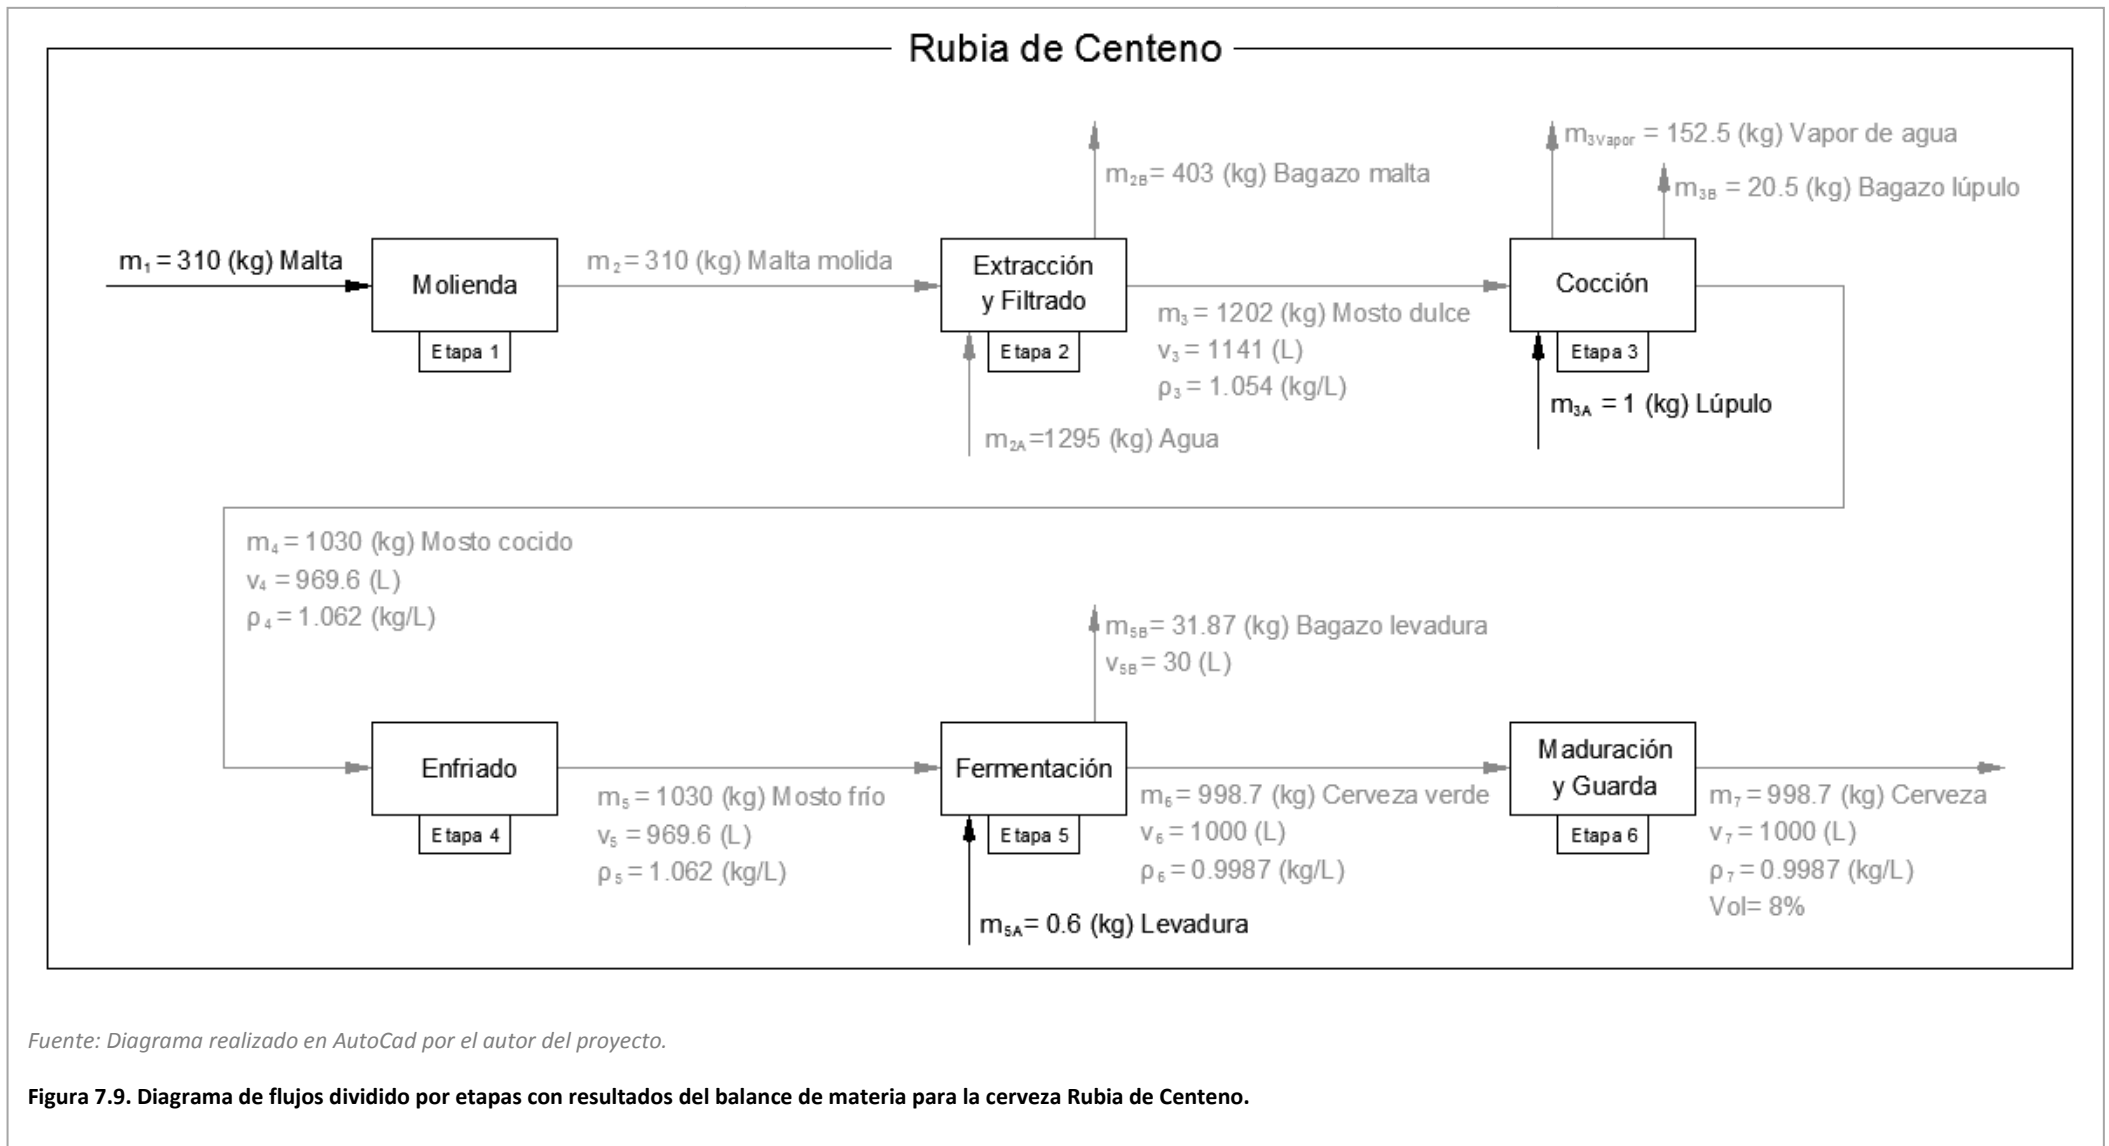 Rubia de Centeno
m₁ = 310 (kg) Malta
Molienda
Etapa 1
m₂ = 310 (kg) Malta molida
m₂B = 403 (kg) Bagazo malta
Extracción
y Filtrado
Etapa 2
m₂A =1295 (kg) Agua
m₃ = 1202 (kg) Mosto dulce
v₃ = 1141 (L)
ρ₃ = 1.054 (kg/L)
m₃Vapor = 152.5 (kg) Vapor de agua
m₃B = 20.5 (kg) Bagazo lúpulo
Cocción
Etapa 3
m₃A = 1 (kg) Lúpulo
m₄ = 1030 (kg) Mosto cocido
v₄ = 969.6 (L)
ρ₄ = 1.062 (kg/L)
Enfriado
Etapa 4
m₅ = 1030 (kg) Mosto frío
v₅ = 969.6 (L)
ρ₅ = 1.062 (kg/L)
m₅B = 31.87 (kg) Bagazo levadura
v₅B = 30 (L)
Fermentación
Etapa 5
m₅A = 0.6 (kg) Levadura
m₆ = 998.7 (kg) Cerveza verde
v₆ = 1000 (L)
ρ₆ = 0.9987 (kg/L)
Maduración
y Guarda
Etapa 6
m₇ = 998.7 (kg) Cerveza
v₇ = 1000 (L)
ρ₇ = 0.9987 (kg/L)
Vol= 8%
Fuente: Diagrama realizado en AutoCad por el autor del proyecto.
Figura 7.9. Diagrama de flujos dividido por etapas con resultados del balance de materia para la cerveza Rubia de Centeno.